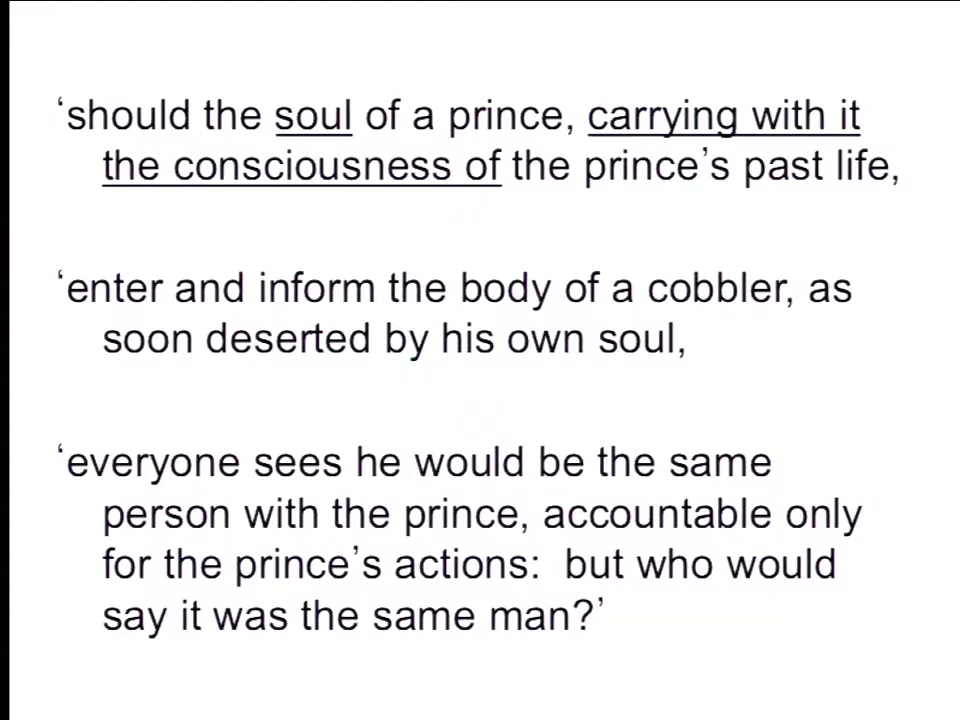 ‘should the soul of a prince, carrying with it
the consciousness of the prince’s past life,
‘enter and inform the body of a cobbler, as
soon deserted by his own soul,
‘everyone sees he would be the same
person with the prince, accountable only
for the prince’s actions:  but who would
say it was the same man?’